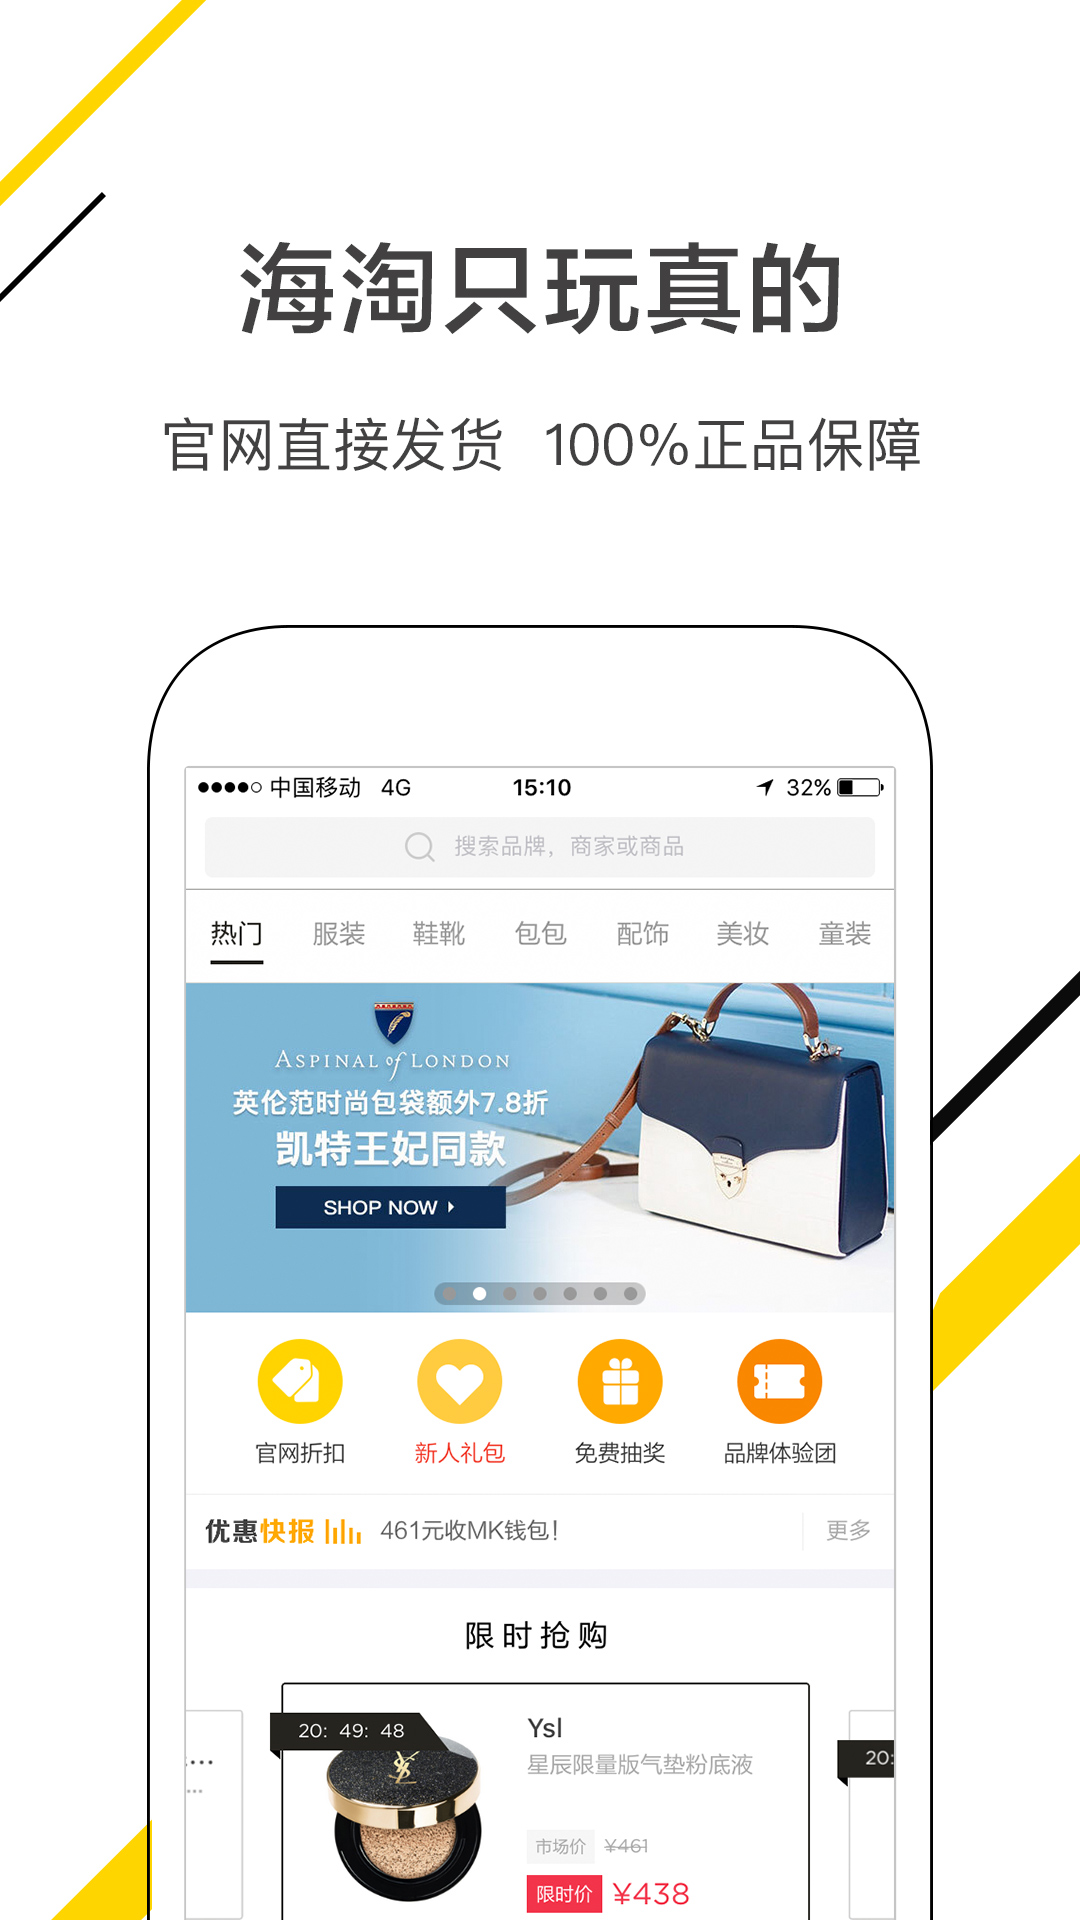 海淘只玩真的
官网直接发货 100%正品保障
中国移动 4G 15:10 32%
搜索品牌，商家或商品
热门 服装 鞋靴 包包 配饰 美妆 童装
ASPINAL of LONDON
英伦范时尚包袋额外7.8折
凯特王妃同款
SHOP NOW
官网折扣 新人礼包 免费抽奖 品牌体验团
优惠快报 461元收MK钱包！ 更多
限时抢购
20: 49: 48
Ysl
星辰限量版气垫粉底液
市场价 ¥461
限时价 ¥438
20: